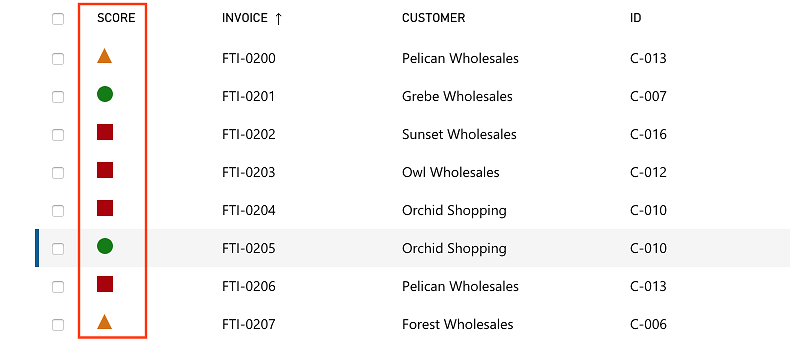 SCORE INVOICE ↑ CUSTOMER ID
FTI-0200 Pelican Wholesales C-013
FTI-0201 Grebe Wholesales C-007
FTI-0202 Sunset Wholesales C-016
FTI-0203 Owl Wholesales C-012
FTI-0204 Orchid Shopping C-010
FTI-0205 Orchid Shopping C-010
FTI-0206 Pelican Wholesales C-013
FTI-0207 Forest Wholesales C-006